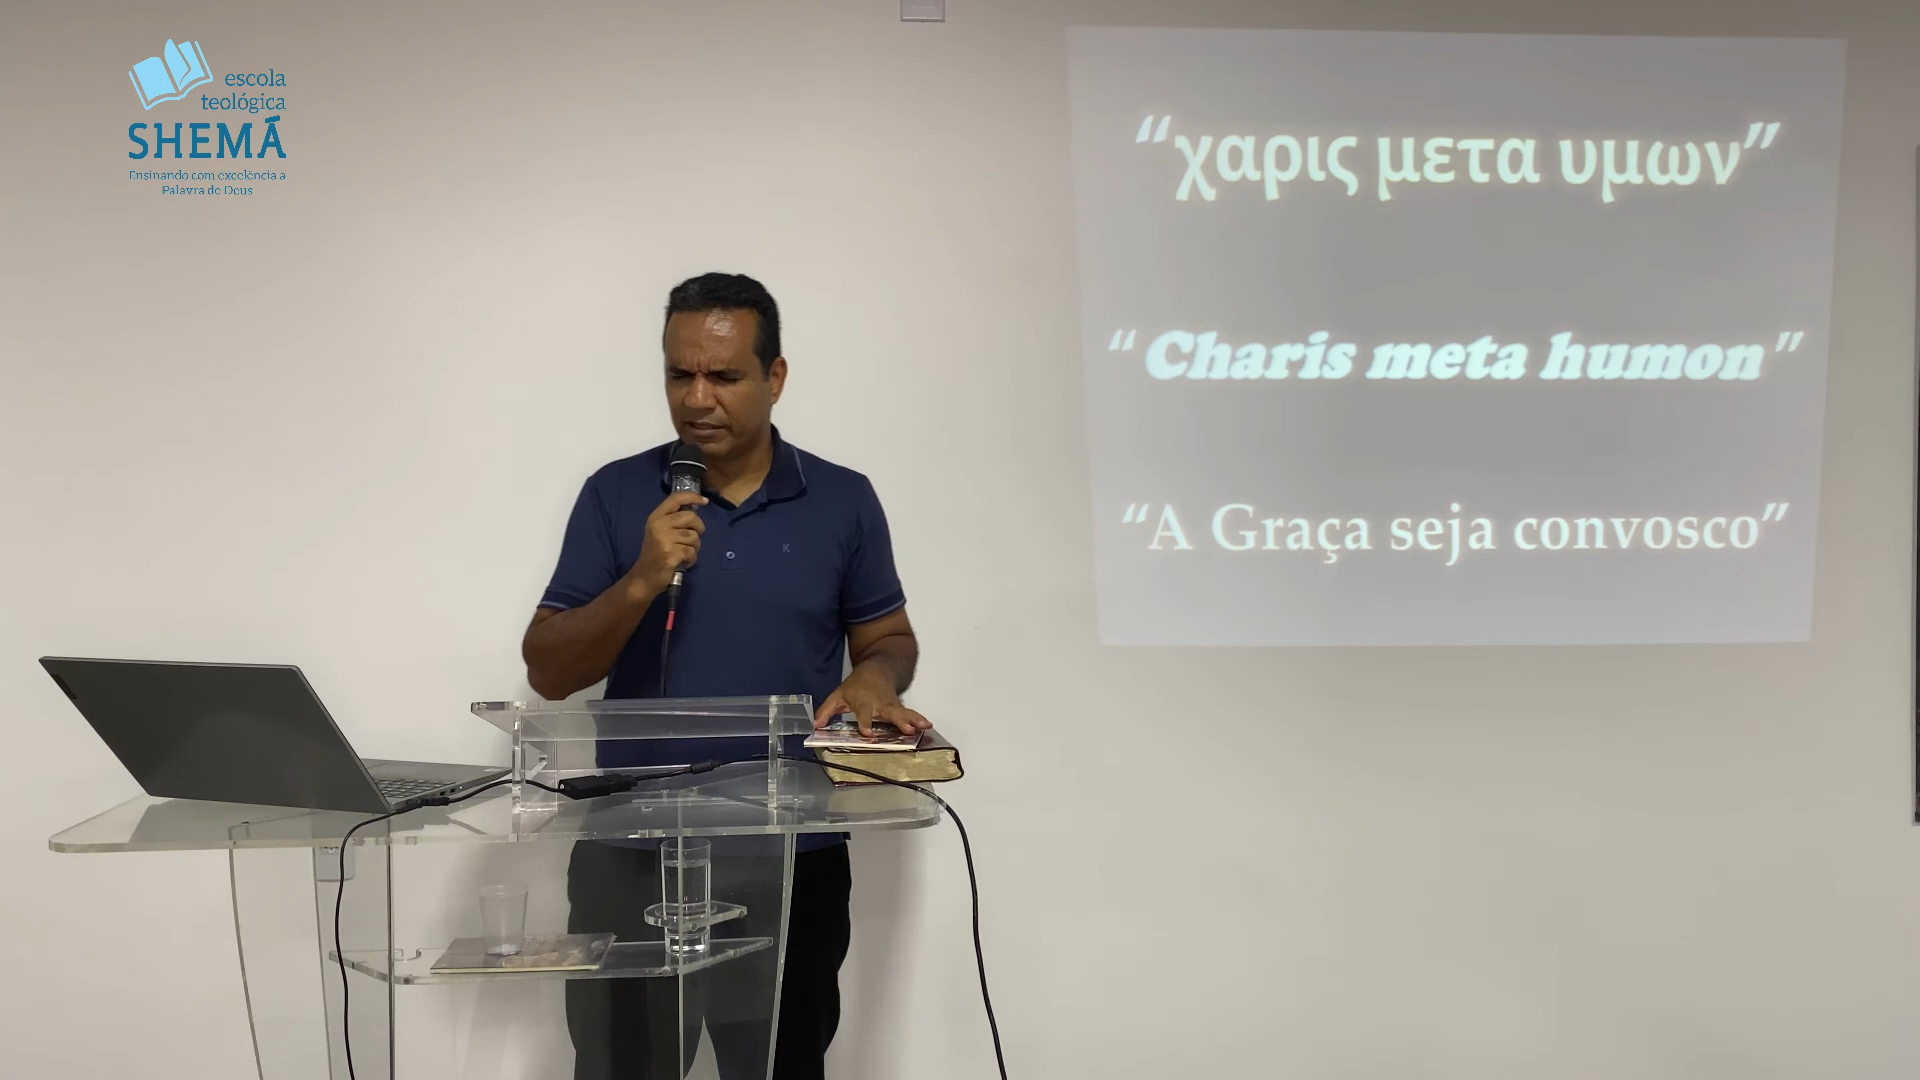 escola
teológica
SHEMÁ
Ensinando com excelência a
Palavra de Deus
“χαρις μετα υμων”
“Charis meta humon”
“A Graça seja convosco”
K